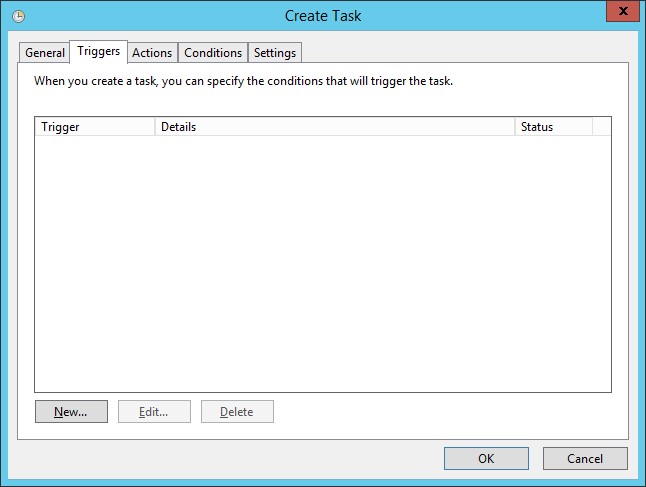 Create Task
x
General Triggers Actions Conditions Settings
When you create a task, you can specify the conditions that will trigger the task.
Trigger Details Status
New... Edit... Delete
OK Cancel